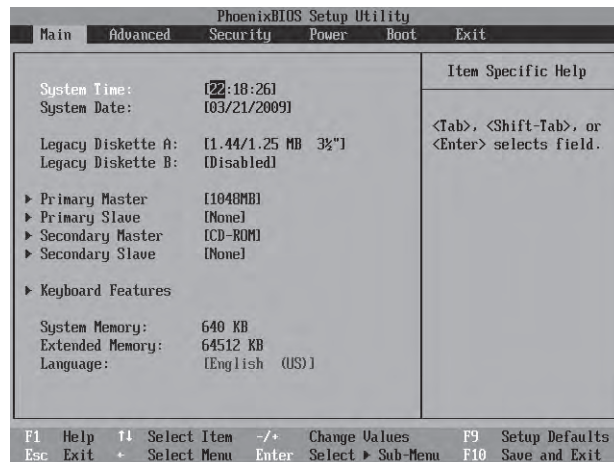 PhoenixBIOS Setup Utility
Main Advanced Security Power Boot Exit
Item Specific Help
System Time: [22:18:26]
System Date: [03/21/2009]
<Tab>, <Shift-Tab>, or
<Enter> selects field.
Legacy Diskette A: [1.44/1.25 MB 3½"]
Legacy Diskette B: [Disabled]
▶ Primary Master [1048MB]
▶ Primary Slave [None]
▶ Secondary Master [CD-ROM]
▶ Secondary Slave [None]
▶ Keyboard Features
System Memory: 640 KB
Extended Memory: 64512 KB
Language: [English (US)]
F1 Help ↑↓ Select Item -/+ Change Values F9 Setup Defaults
Esc Exit ← Select Menu Enter Select ▶ Sub-Menu F10 Save and Exit